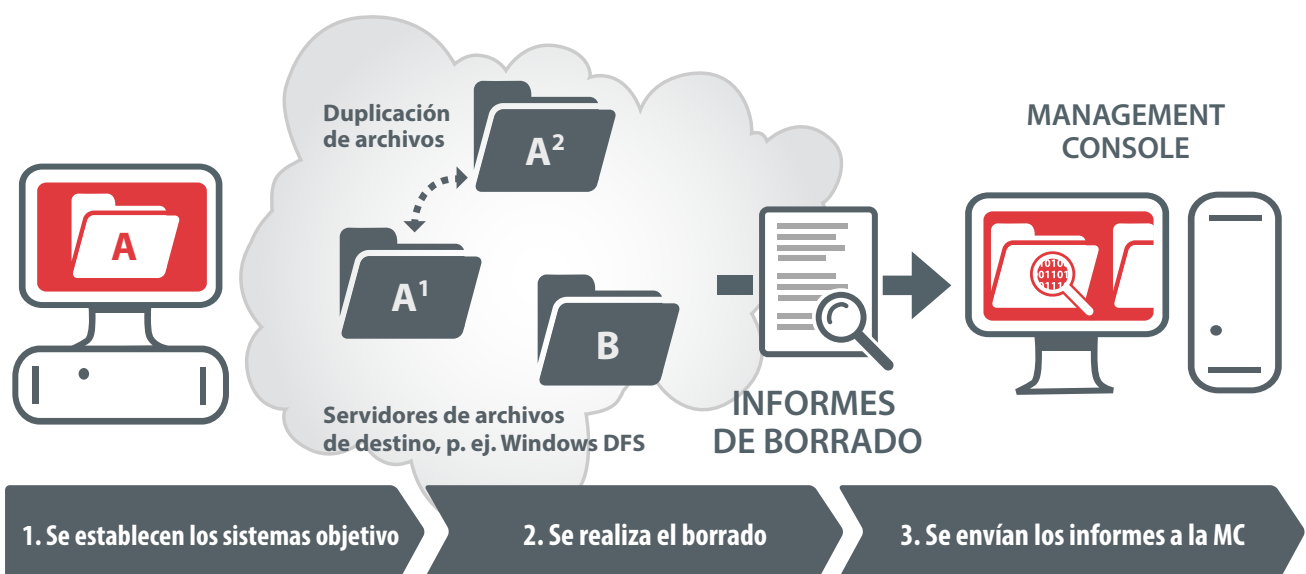 Duplicación
de archivos
A²
A
A¹
B
Servidores de archivos
de destino, p. ej. Windows DFS
INFORMES
DE BORRADO
MANAGEMENT
CONSOLE
1. Se establecen los sistemas objetivo
2. Se realiza el borrado
3. Se envían los informes a la MC